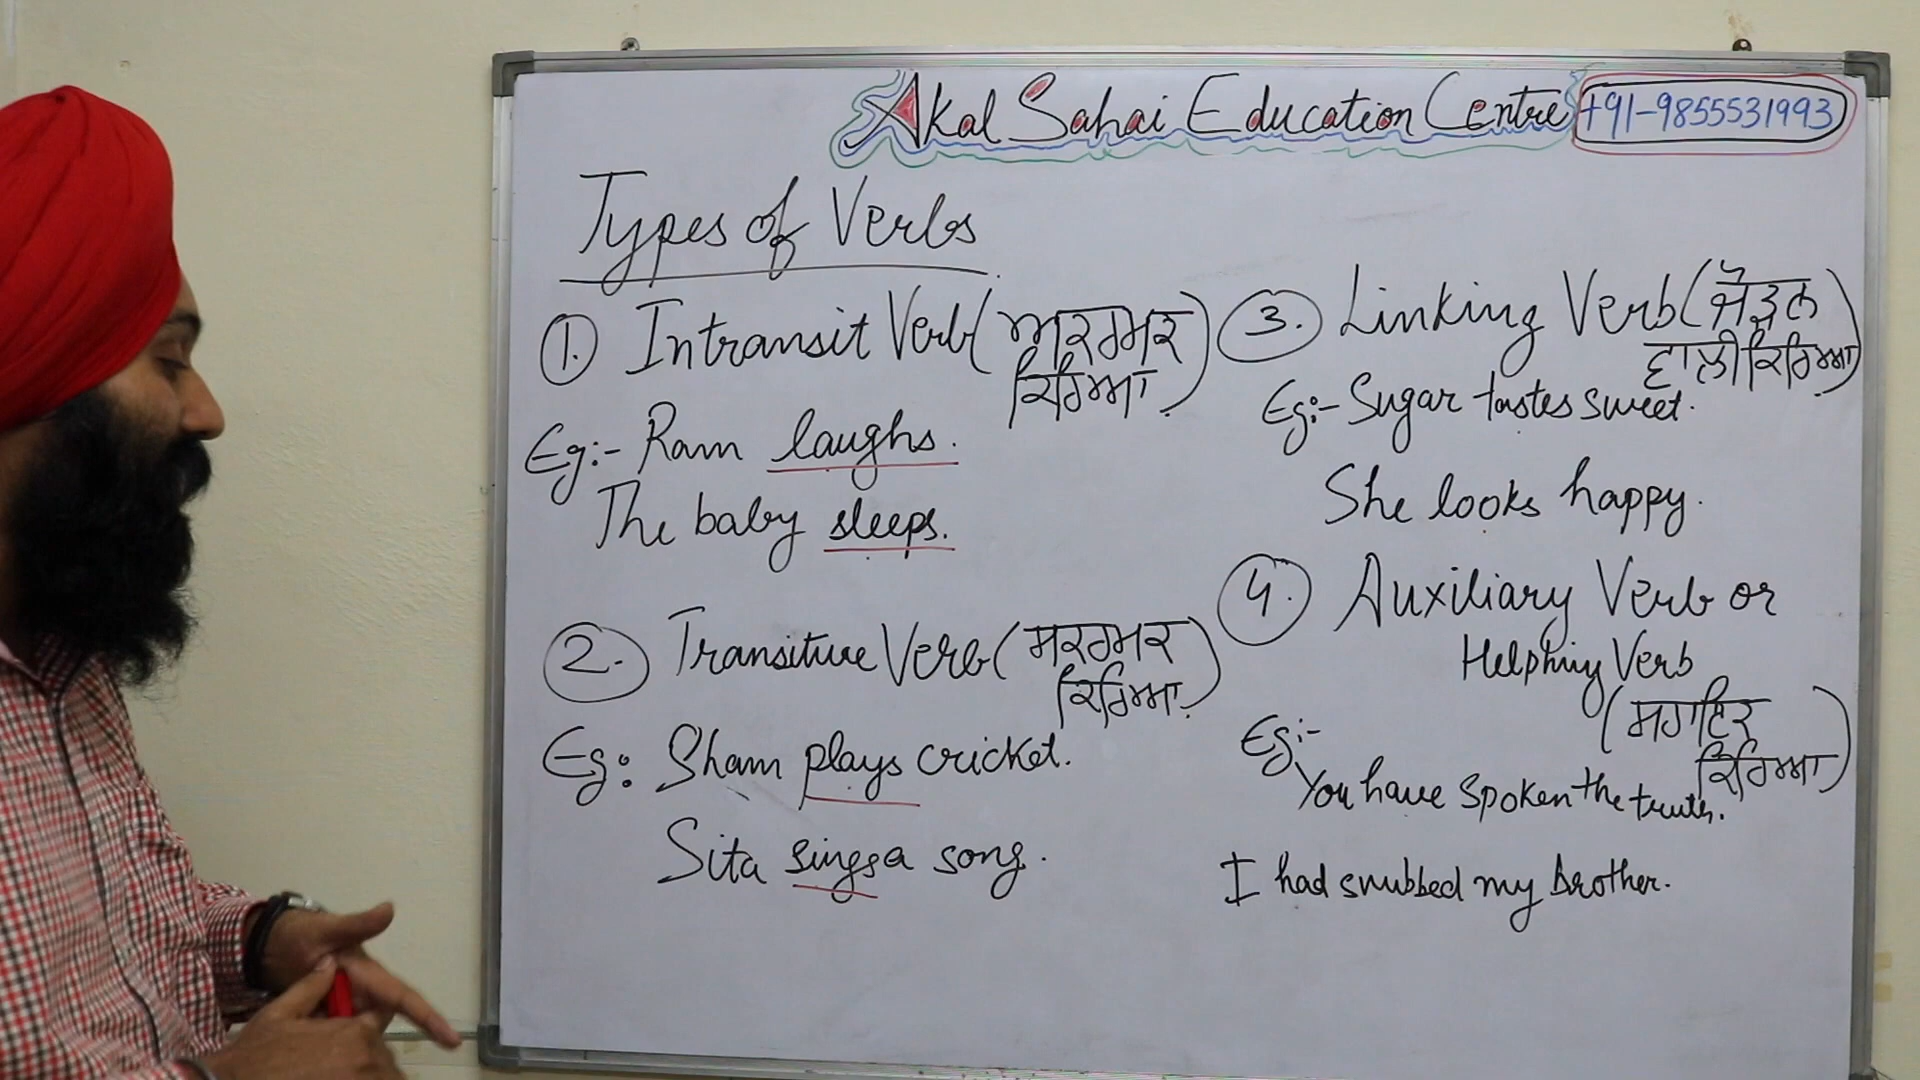 Akal Sahai Education Centre +91-9855531993
Types of Verbs
1. Intransit Verb (ਅਕਰਮਕ
ਕਿਰਿਆ)
Eg:- Ram laughs.
The baby sleeps.
2. Transitive Verb (ਸਕਰਮਕ
ਕਿਰਿਆ)
Eg: Sham plays cricket.
Sita sings a song.
3. Linking Verb (ਜੋੜਨ
ਵਾਲੀ ਕਿਰਿਆ)
Eg:- Sugar tastes sweet.
She looks happy.
4. Auxiliary Verb or
Helphing Verb
(ਸਹਾਇਕ
ਕਿਰਿਆ)
Eg:-
You have spoken the truth.
I had snubbed my brother.